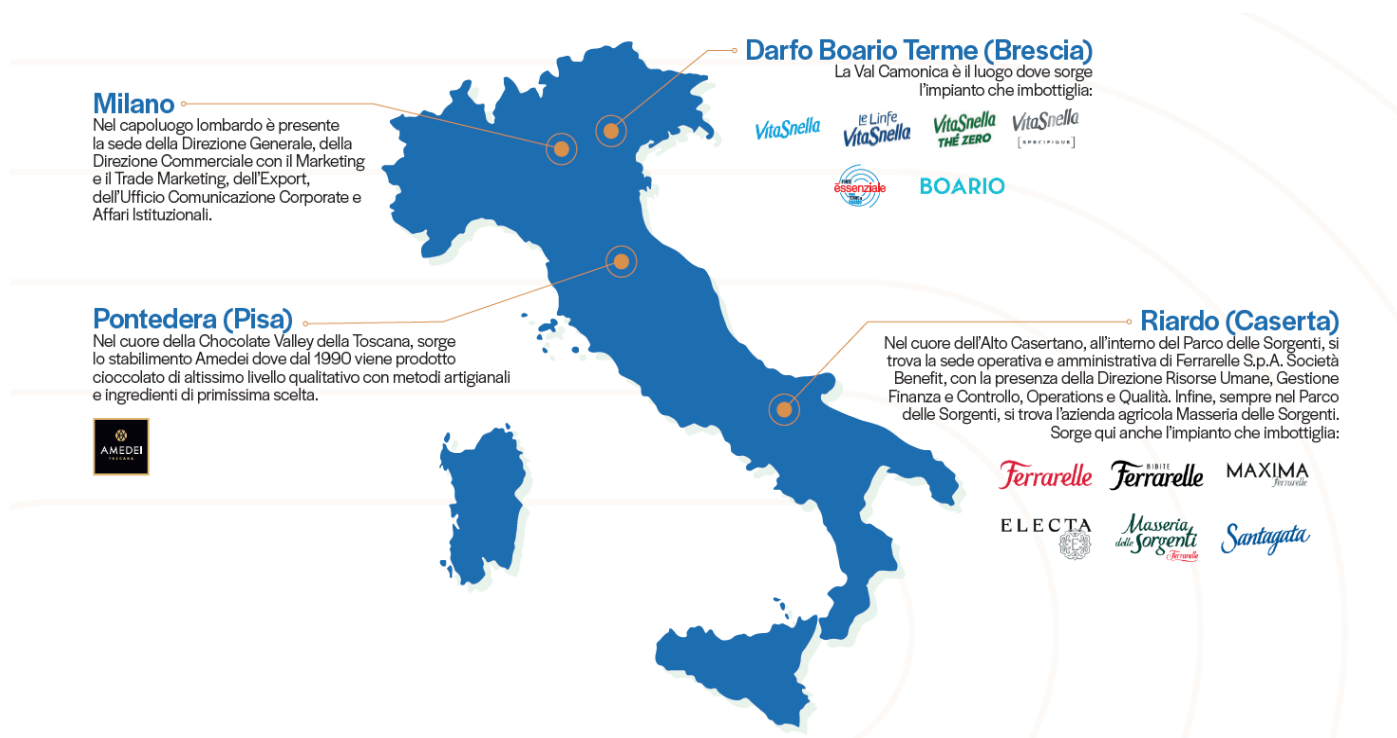 Milano
Nel capoluogo lombardo è presente
la sede della Direzione Generale, della
Direzione Commerciale con il Marketing
e il Trade Marketing, dell'Export,
dell'Ufficio Comunicazione Corporate e
Affari Istituzionali.
Darfo Boario Terme (Brescia)
La Val Camonica è il luogo dove sorge
l'impianto che imbottiglia:
VitaSnella
le Linfe
VitaSnella
VitaSnella
THÉ ZERO
VitaSnella
[SPECIFIQUE]
essenziale
BOARIO
Pontedera (Pisa)
Nel cuore della Chocolate Valley della Toscana, sorge
lo stabilimento Amedei dove dal 1990 viene prodotto
cioccolato di altissimo livello qualitativo con metodi artigianali
e ingredienti di primissima scelta.
AMEDEI
TOSCANA
Riardo (Caserta)
Nel cuore dell'Alto Casertano, all'interno del Parco delle Sorgenti, si
trova la sede operativa e amministrativa di Ferrarelle S.p.A. Società
Benefit, con la presenza della Direzione Risorse Umane, Gestione
Finanza e Controllo, Operations e Qualità. Infine, sempre nel Parco
delle Sorgenti, si trova l'azienda agricola Masseria delle Sorgenti.
Sorge qui anche l'impianto che imbottiglia:
Ferrarelle
BIBITE
Ferrarelle
MAXIMA
Ferrarelle
ELECTA
E
Masseria
delle Sorgenti
Ferrarelle
Santagata